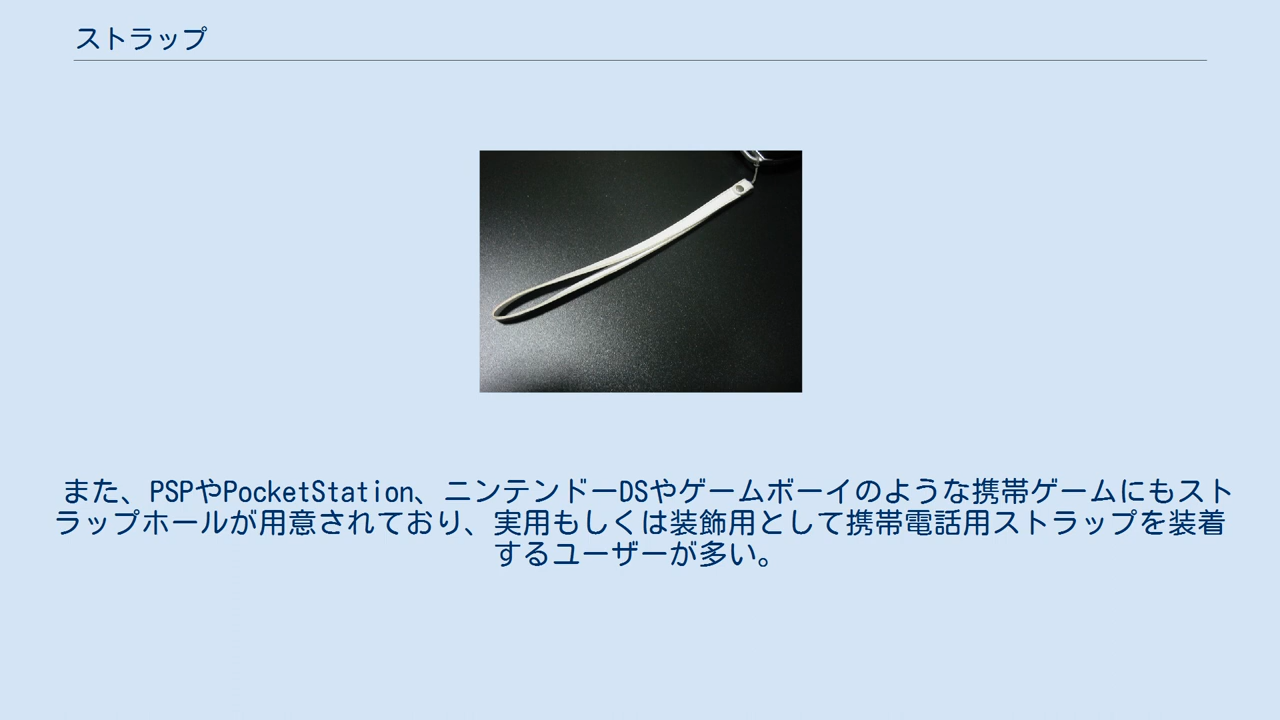 ストラップ
また、PSPやPocketStation、ニンテンドーDSやゲームボーイのような携帯ゲームにもスト
ラップホールが用意されており、実用もしくは装飾用として携帯電話用ストラップを装着
するユーザーが多い。